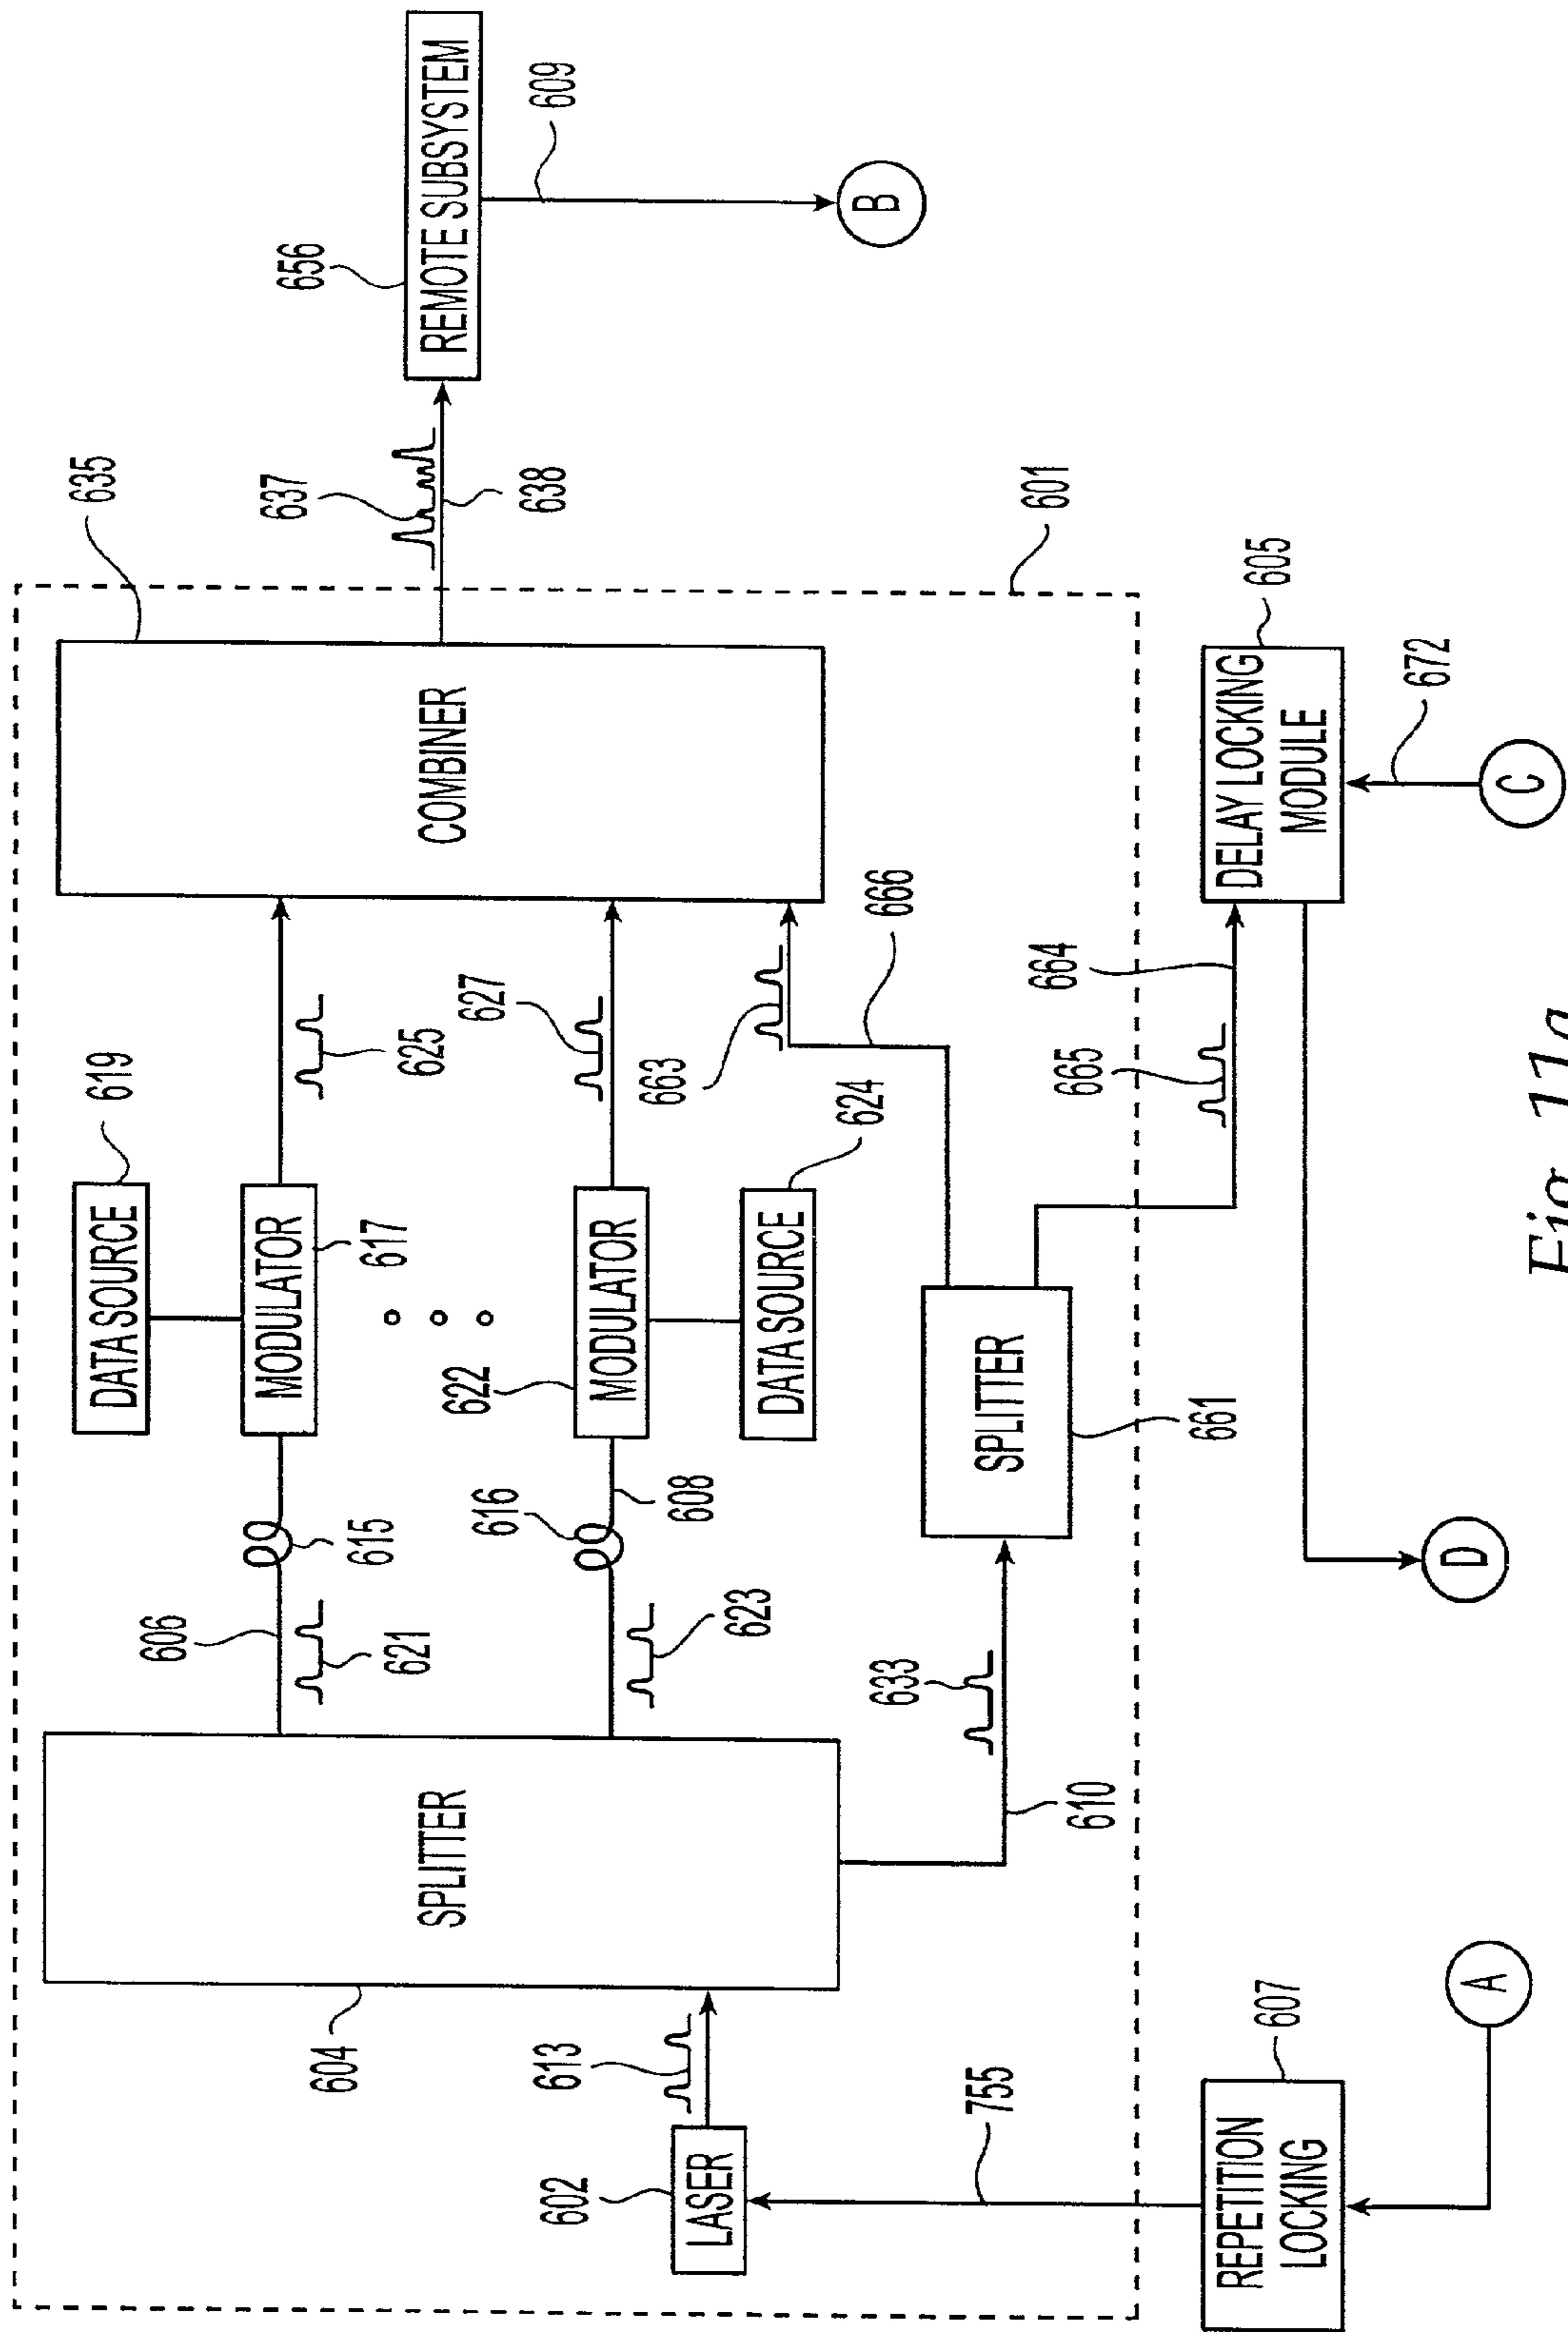 635
COMBINER
637
638
656
REMOTE SUBSYSTEM
609
B
601
619
DATA SOURCE
MODULATOR
617
625
627
622
MODULATOR
DATA SOURCE
624
663
666
606
615
621
616
608
623
604
SPLITTER
613
602
LASER
633
610
SPLITTER
661
665
664
605
DELAY LOCKING
MODULE
672
C
D
755
607
REPETITION
LOCKING
A
Fig. 11a